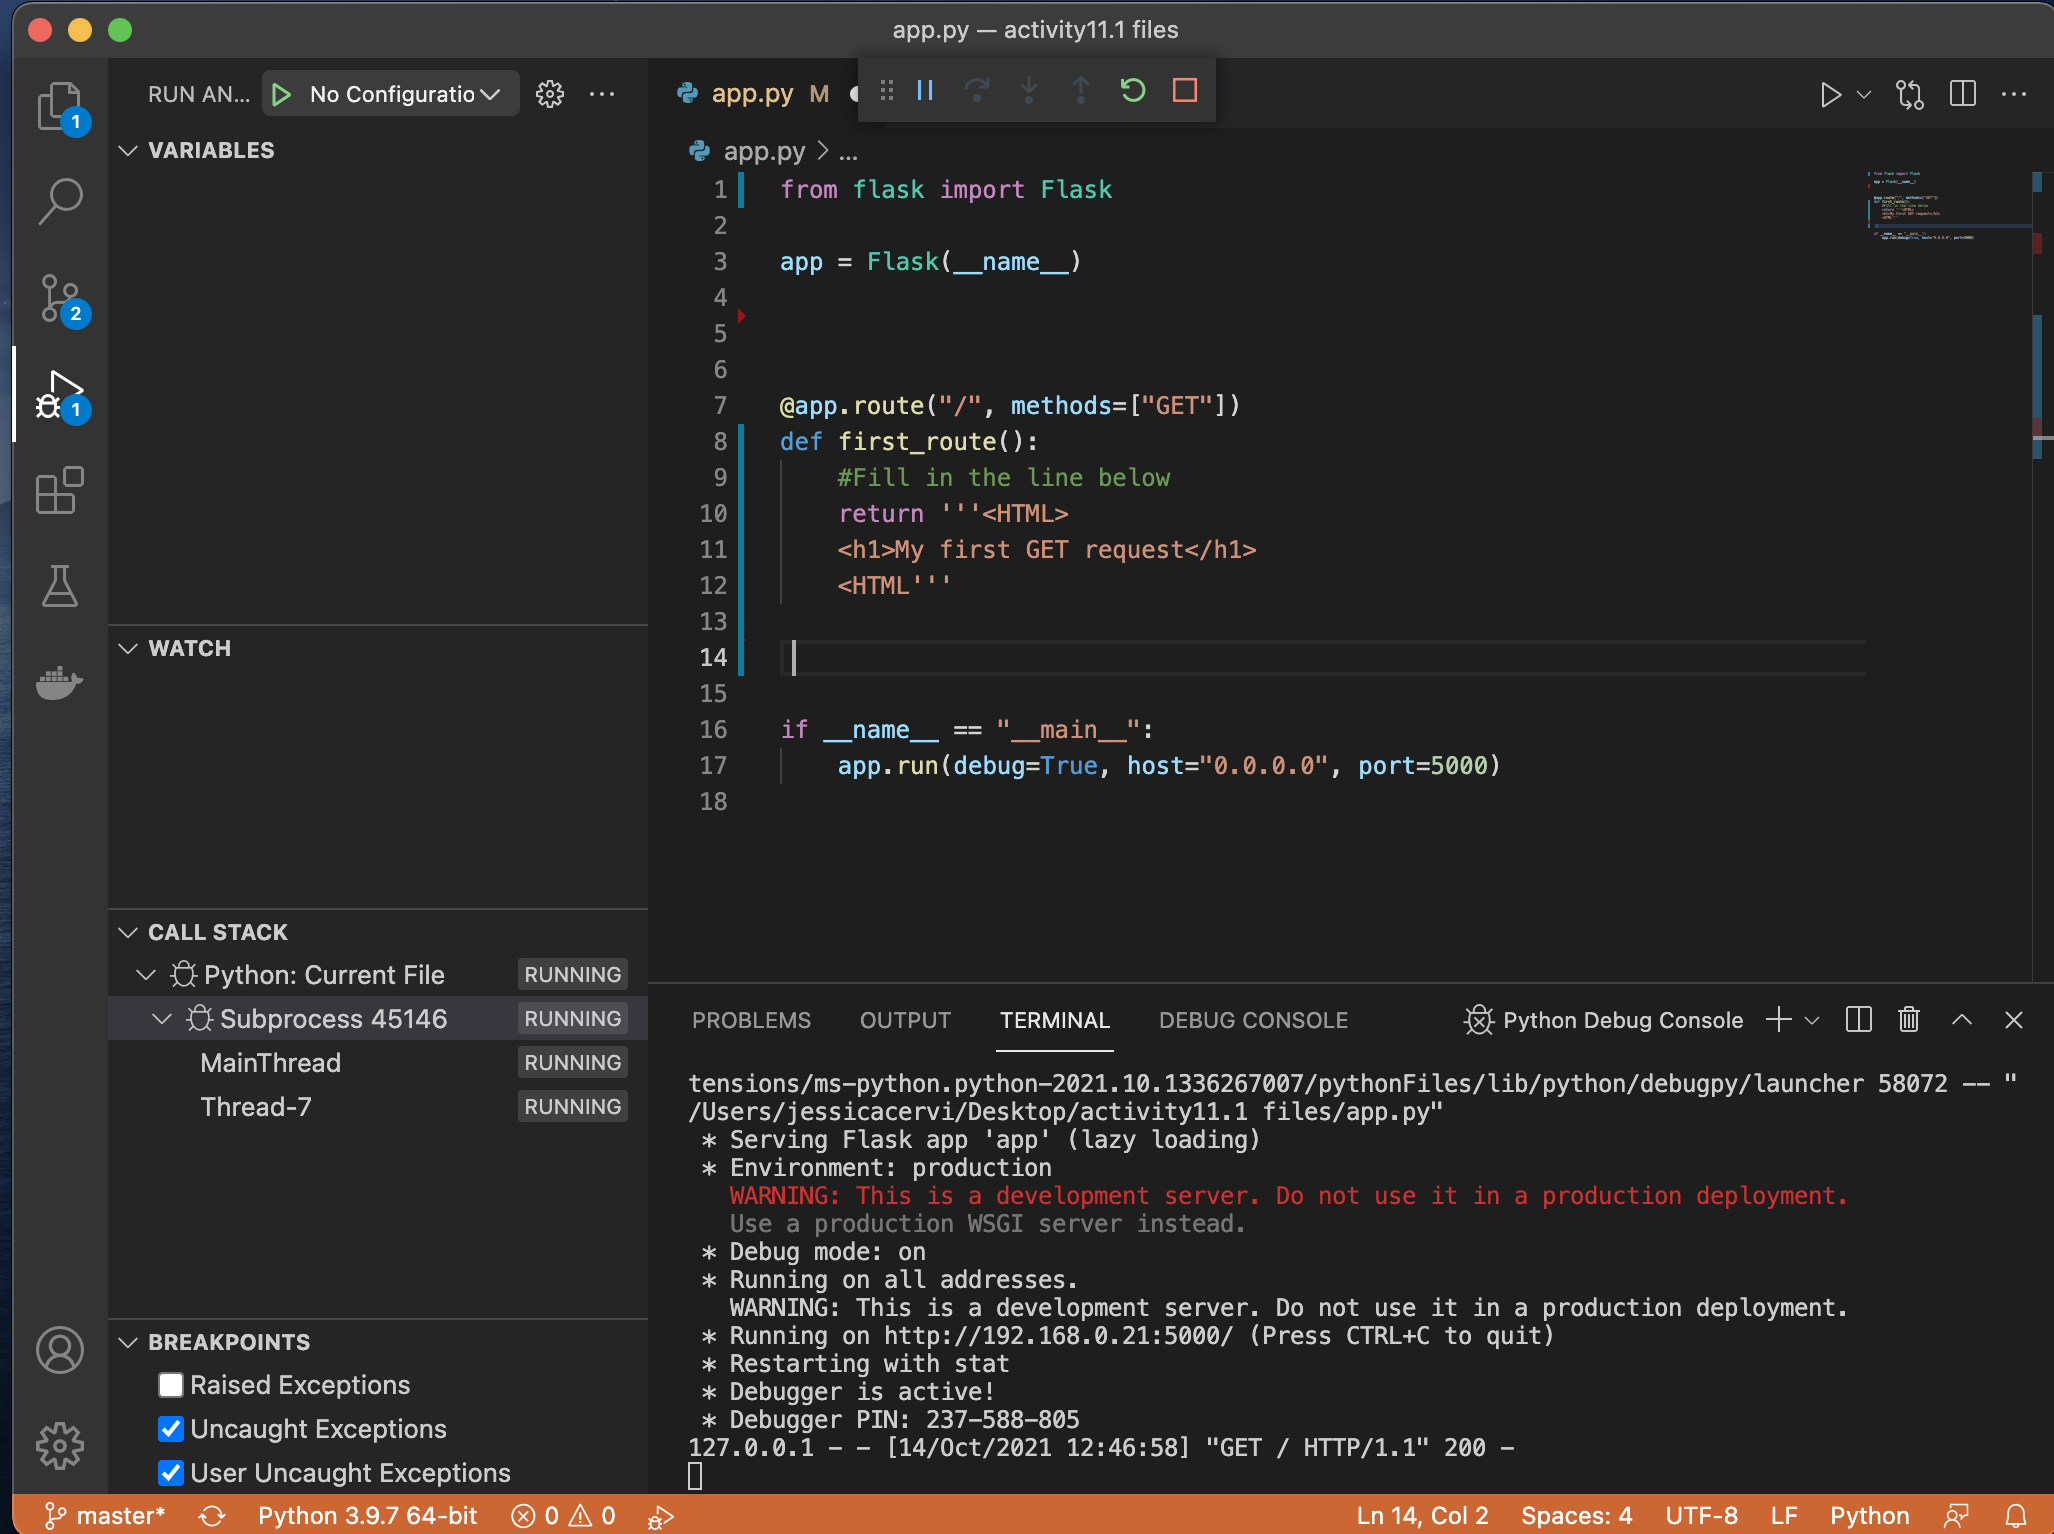 app.py — activity11.1 files
RUN AN... No Configuratio
app.py M
1
2
1
VARIABLES
WATCH
CALL STACK
Python: Current File RUNNING
Subprocess 45146 RUNNING
MainThread RUNNING
Thread-7 RUNNING
BREAKPOINTS
Raised Exceptions
Uncaught Exceptions
User Uncaught Exceptions
app.py > ...
1 from flask import Flask
2
3 app = Flask(__name__)
4
5
6
7 @app.route("/", methods=["GET"])
8 def first_route():
9 #Fill in the line below
10 return '''<HTML>
11 <h1>My first GET request</h1>
12 <HTML'''
13
14
15
16 if __name__ == "__main__":
17 app.run(debug=True, host="0.0.0.0", port=5000)
18
PROBLEMS OUTPUT TERMINAL DEBUG CONSOLE Python Debug Console
tensions/ms-python.python-2021.10.1336267007/pythonFiles/lib/python/debugpy/launcher 58072 -- "
/Users/jessicacervi/Desktop/activity11.1 files/app.py"
* Serving Flask app 'app' (lazy loading)
* Environment: production
WARNING: This is a development server. Do not use it in a production deployment.
Use a production WSGI server instead.
* Debug mode: on
* Running on all addresses.
WARNING: This is a development server. Do not use it in a production deployment.
* Running on http://192.168.0.21:5000/ (Press CTRL+C to quit)
* Restarting with stat
* Debugger is active!
* Debugger PIN: 237-588-805
127.0.0.1 - - [14/Oct/2021 12:46:58] "GET / HTTP/1.1" 200 -
master* Python 3.9.7 64-bit 0 0 Ln 14, Col 2 Spaces: 4 UTF-8 LF Python